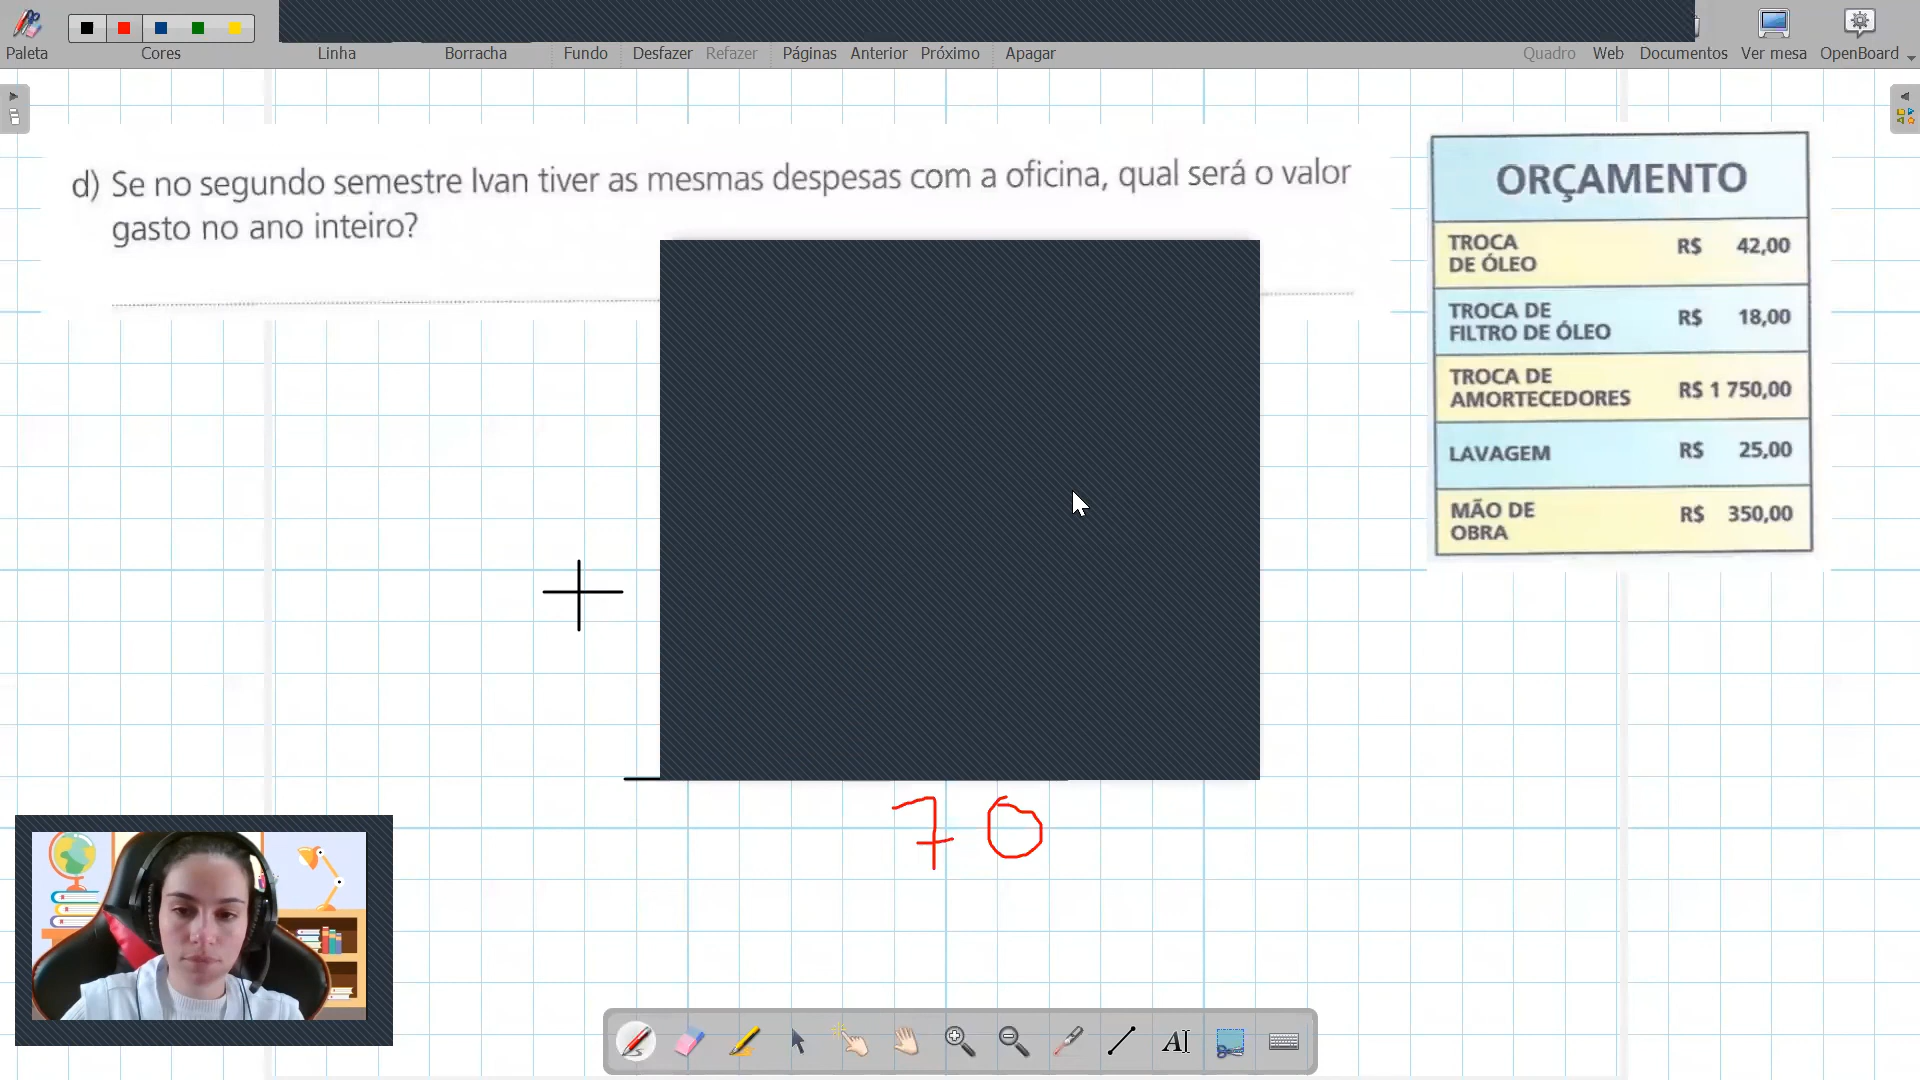 Paleta Cores Linha Borracha Fundo Desfazer Refazer Páginas Anterior Próximo Apagar Quadro Web Documentos Ver mesa OpenBoard
d) Se no segundo semestre Ivan tiver as mesmas despesas com a oficina, qual será o valor
gasto no ano inteiro?
ORÇAMENTO
TROCA
DE ÓLEO R$ 42,00
TROCA DE
FILTRO DE ÓLEO R$ 18,00
TROCA DE
AMORTECEDORES R$ 1 750,00
LAVAGEM R$ 25,00
MÃO DE
OBRA R$ 350,00
+
70
AI